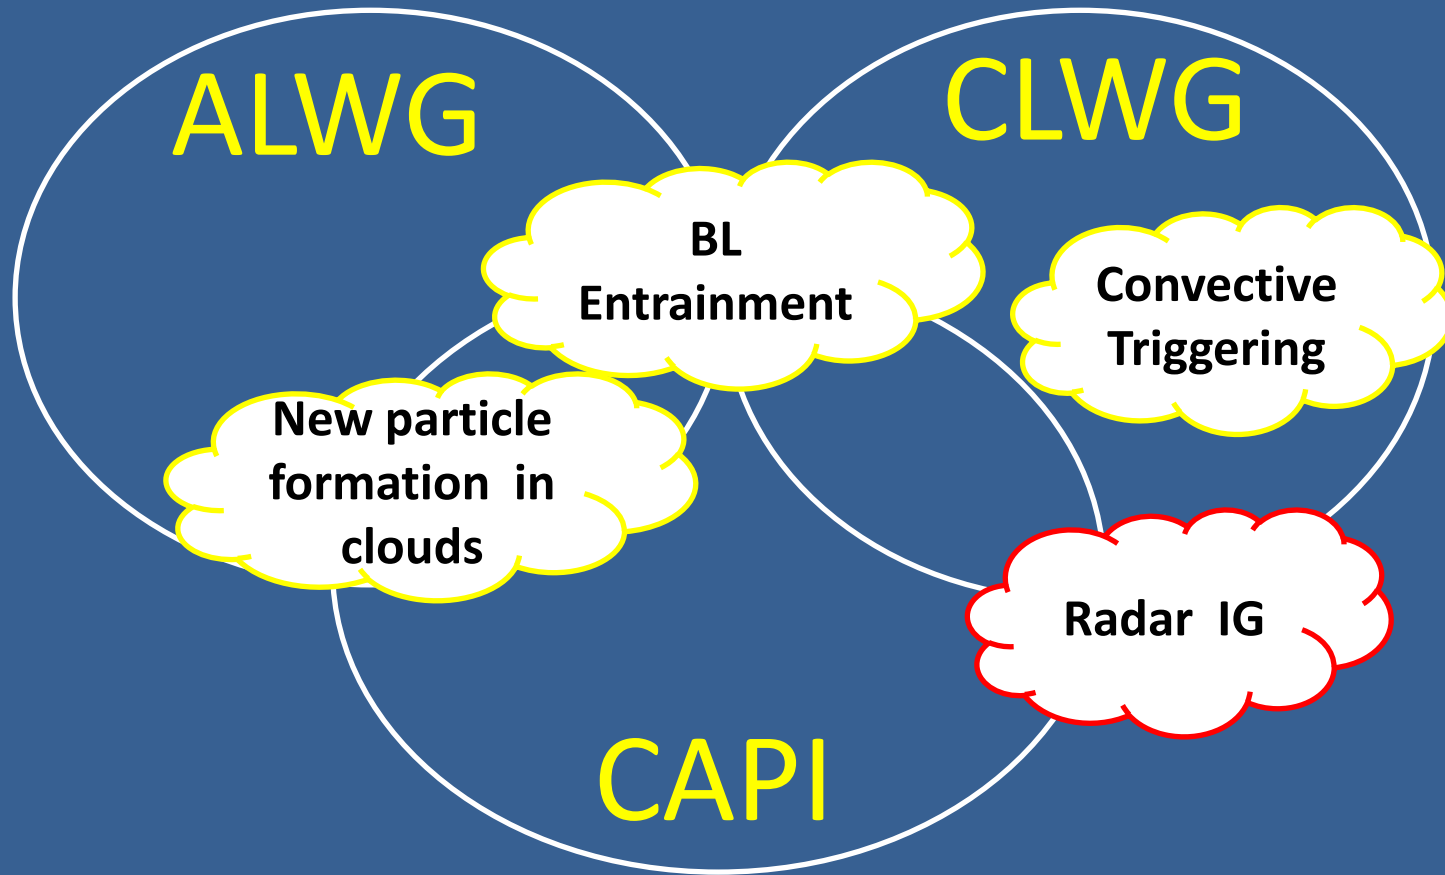 ALWG
CLWG
BL
Entrainment
Convective
Triggering
New particle
formation in
clouds
Radar IG
CAPI